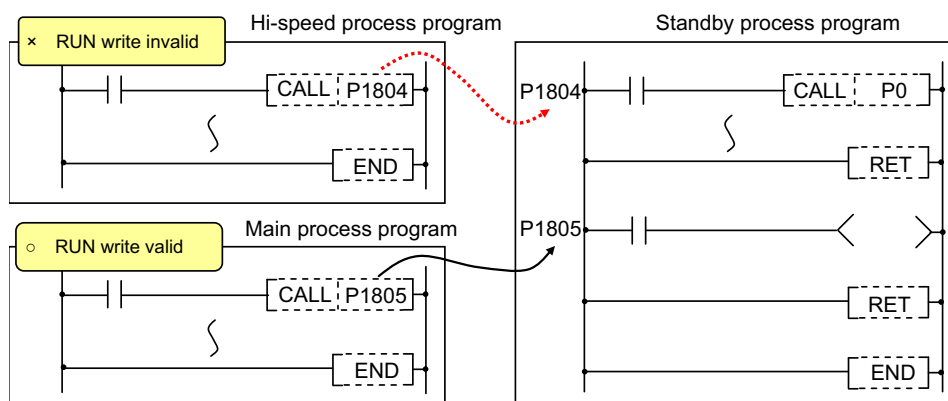 Hi-speed process program
× RUN write invalid
CALL P1804
END
Main process program
○ RUN write valid
CALL P1805
END
Standby process program
P1804
CALL P0
RET
P1805
RET
END